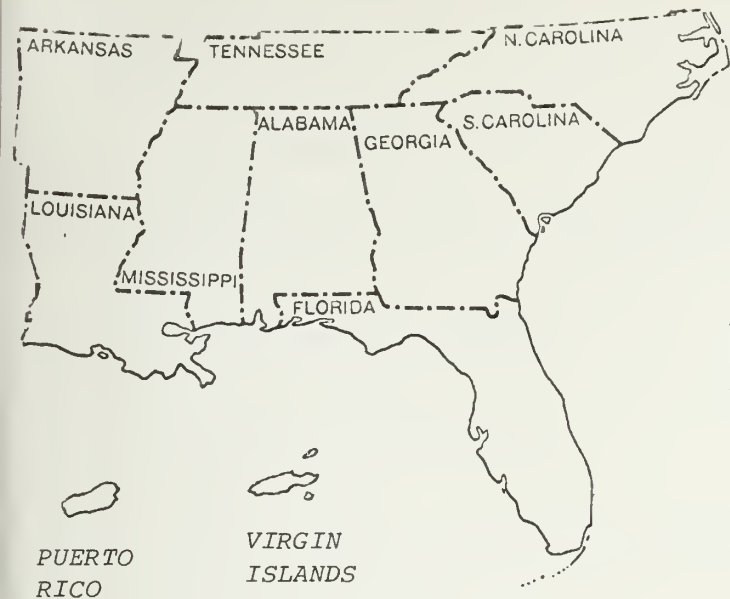 ARKANSAS
TENNESSEE
N. CAROLINA
ALABAMA
S. CAROLINA
GEORGIA
LOUISIANA
MISSISSIPPI
FLORIDA
PUERTO
RICO
VIRGIN
ISLANDS